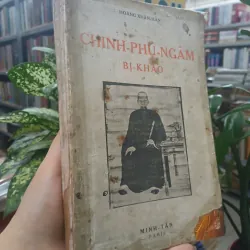 HOÀNG XUÂN-HÃN
CHINH-PHỤ-NGÂM
BỊ-KHẢO
MINH-TÂN
PARIS